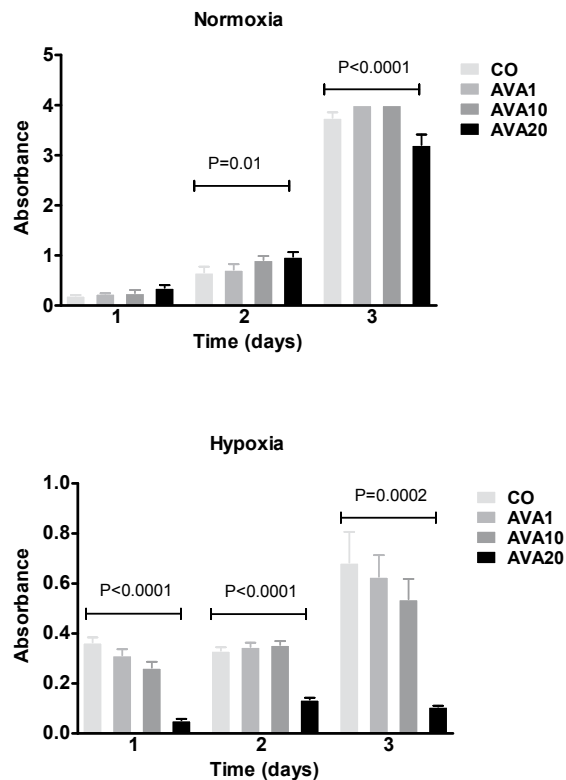 Normoxia
5
4
3
2
1
0
Absorbance
P=0.01
P<0.0001
CO
AVA1
AVA10
AVA20
1 2 3
Time (days)
Hypoxia
1.0
0.8
0.6
0.4
0.2
0.0
Absorbance
P<0.0001
P<0.0001
P=0.0002
CO
AVA1
AVA10
AVA20
1 2 3
Time (days)